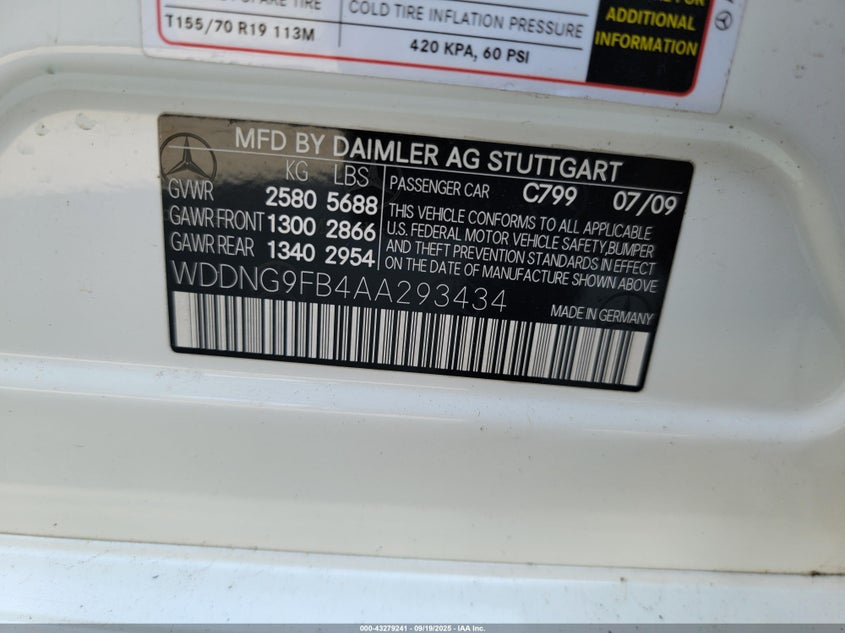 T155/70 R19 113M
COLD TIRE INFLATION PRESSURE
420 KPA, 60 PSI
ADDITIONAL
INFORMATION
MFD BY DAIMLER AG STUTTGART
KG LBS
GVWR 2580 5688
GAWR FRONT 1300 2866
GAWR REAR 1340 2954
PASSENGER CAR C799 07/09
THIS VEHICLE CONFORMS TO ALL APPLICABLE
U.S. FEDERAL MOTOR VEHICLE SAFETY, BUMPER
AND THEFT PREVENTION STANDARDS IN EFFECT
ON THE DATE OF MANUFACTURE SHOWN ABOVE.
WDDNG9FB4AA293434
MADE IN GERMANY
000-43279241 - 09/19/2025 - IAA Inc.